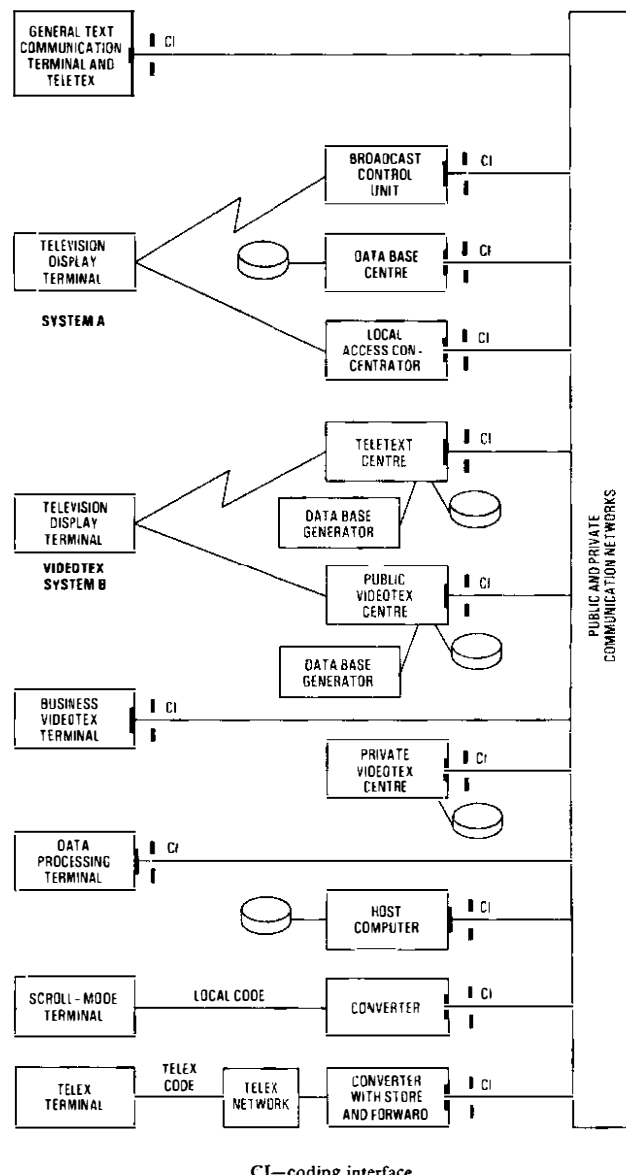 GENERAL TEXT
COMMUNICATION
TERMINAL AND
TELETEX
CI
BROADCAST
CONTROL
UNIT
CI
TELEVISION
DISPLAY
TERMINAL
SYSTEM A
DATA BASE
CENTRE
CI
LOCAL
ACCESS CON-
CENTRATOR
CI
TELETEXT
CENTRE
CI
DATA BASE
GENERATOR
TELEVISION
DISPLAY
TERMINAL
VIDEOTEX
SYSTEM B
PUBLIC
VIDEOTEX
CENTRE
CI
DATA BASE
GENERATOR
BUSINESS
VIDEOTEX
TERMINAL
CI
PRIVATE
VIDEOTEX
CENTRE
CI
DATA
PROCESSING
TERMINAL
CI
HOST
COMPUTER
CI
SCROLL-MODE
TERMINAL
LOCAL CODE
CONVERTER
CI
TELEX
TERMINAL
TELEX
CODE
TELEX
NETWORK
CONVERTER
WITH STORE
AND FORWARD
CI
PUBLIC AND PRIVATE
COMMUNICATION NETWORKS
CI—coding interface